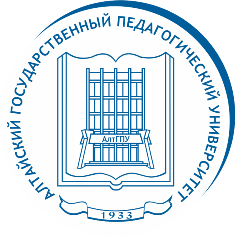 АЛТАЙСКИЙ ГОСУДАРСТВЕННЫЙ ПЕДАГОГИЧЕСКИЙ УНИВЕРСИТЕТ
АлтГПУ
1933